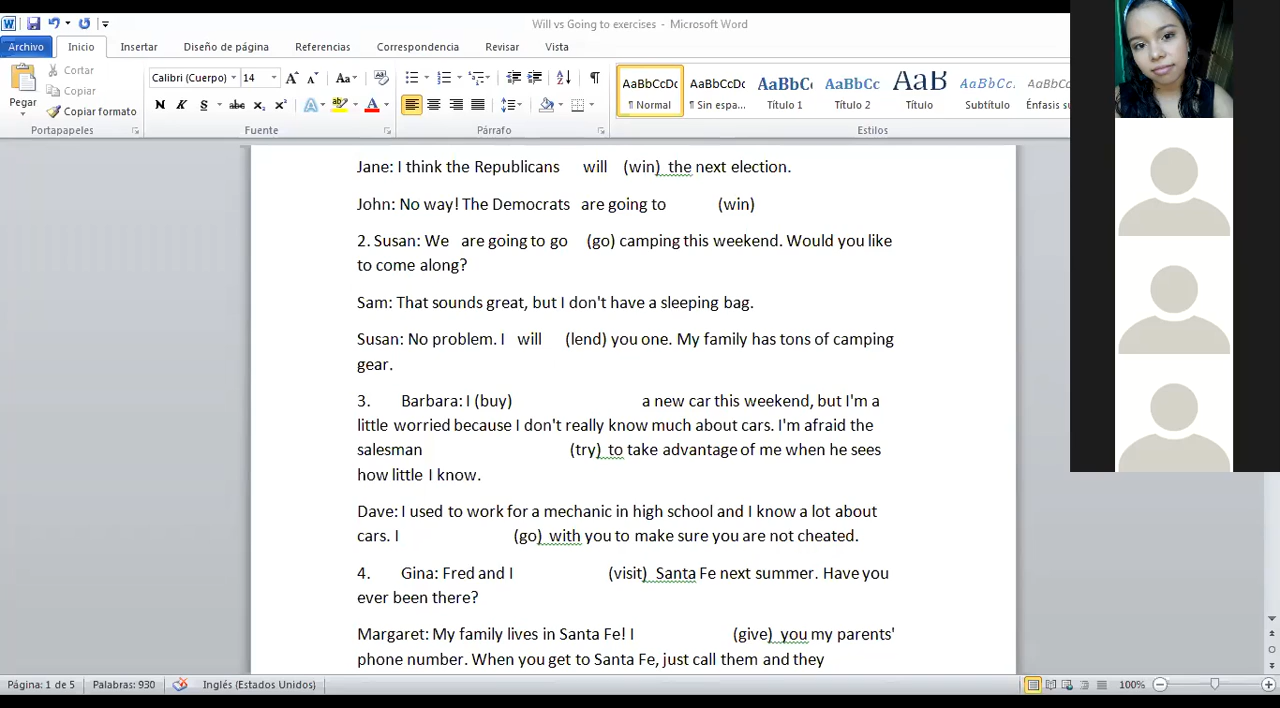 Will vs Going to exercises - Microsoft Word
Archivo Inicio Insertar Diseño de página Referencias Correspondencia Revisar Vista
Pegar
Cortar
Copiar
Copiar formato
Portapapeles
Calibri (Cuerpo) 14
N K S abc x₂ x²
Fuente
Párrafo
AaBbCcDc AaBbCcDc AaBbC AaBbCc AaB AaBbCc. AaBbCc
¶ Normal ¶ Sin espa... Título 1 Título 2 Título Subtítulo Énfasis su
Estilos
Jane: I think the Republicans will (win) the next election.
John: No way! The Democrats are going to (win)
2. Susan: We are going to go (go) camping this weekend. Would you like
to come along?
Sam: That sounds great, but I don't have a sleeping bag.
Susan: No problem. I will (lend) you one. My family has tons of camping
gear.
3. Barbara: I (buy) a new car this weekend, but I'm a
little worried because I don't really know much about cars. I'm afraid the
salesman (try) to take advantage of me when he sees
how little I know.
Dave: I used to work for a mechanic in high school and I know a lot about
cars. I (go) with you to make sure you are not cheated.
4. Gina: Fred and I (visit) Santa Fe next summer. Have you
ever been there?
Margaret: My family lives in Santa Fe! I (give) you my parents'
phone number. When you get to Santa Fe, just call them and they
Página: 1 de 5 Palabras: 930 Inglés (Estados Unidos) 100%